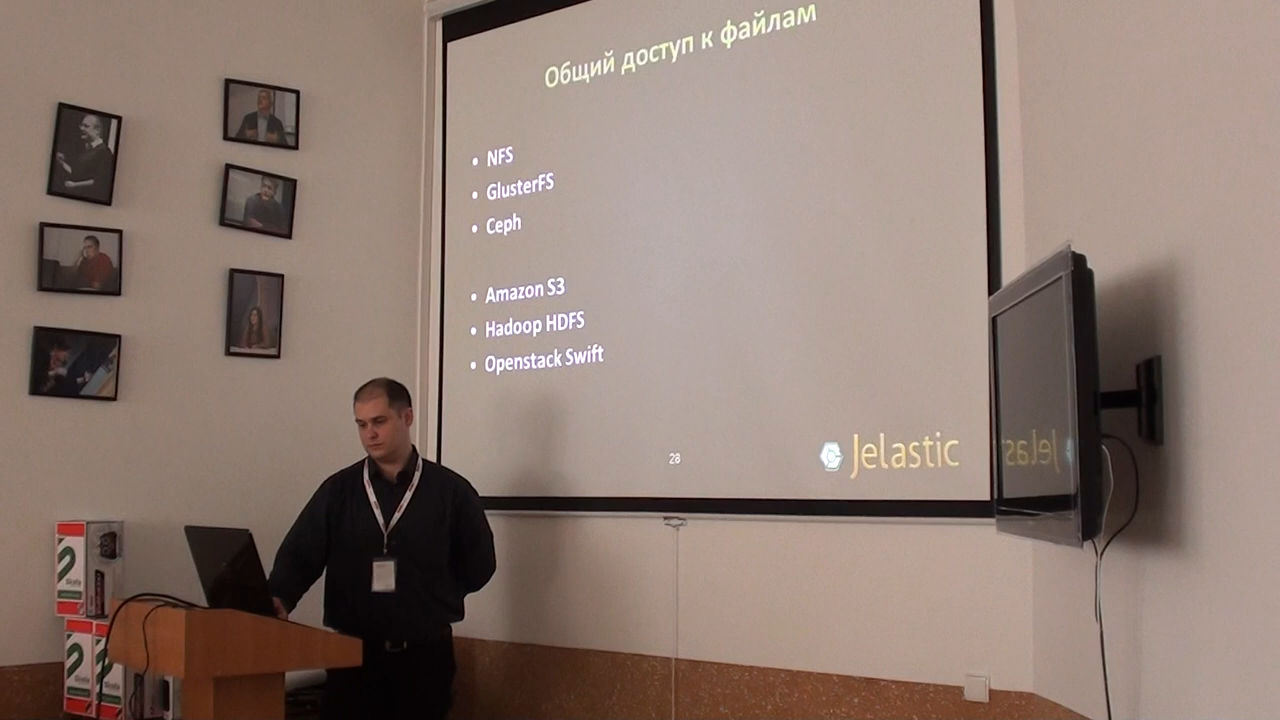 Общий доступ к файлам
• NFS
• GlusterFS
• Ceph
• Amazon S3
• Hadoop HDFS
• Openstack Swift
28
Jelastic